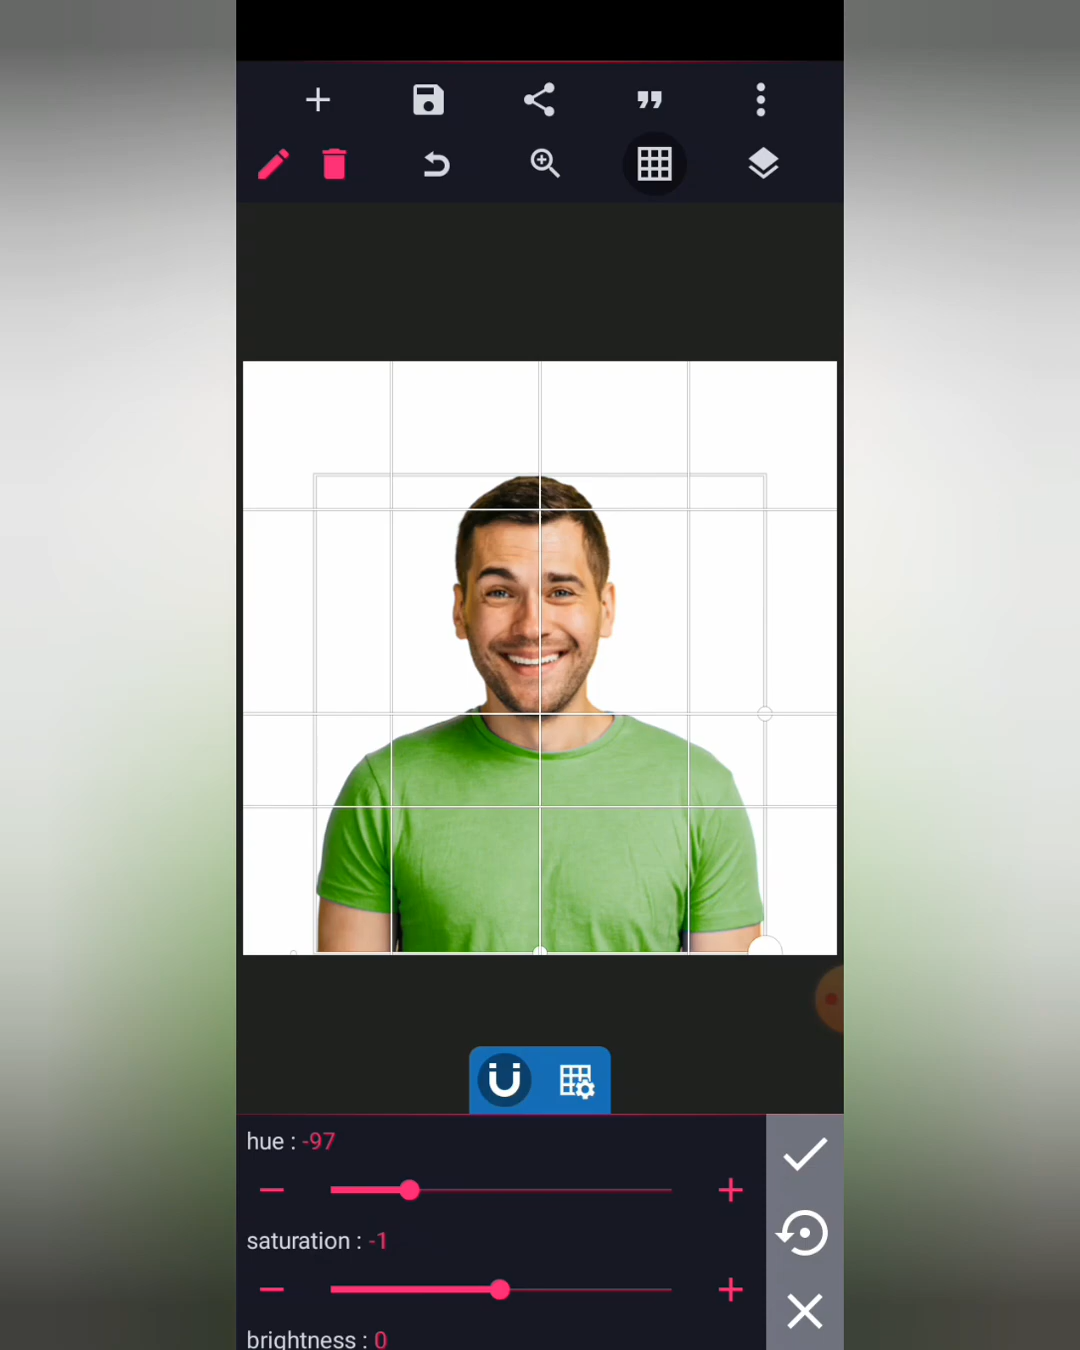 hue : -97
saturation : -1
brightness : 0